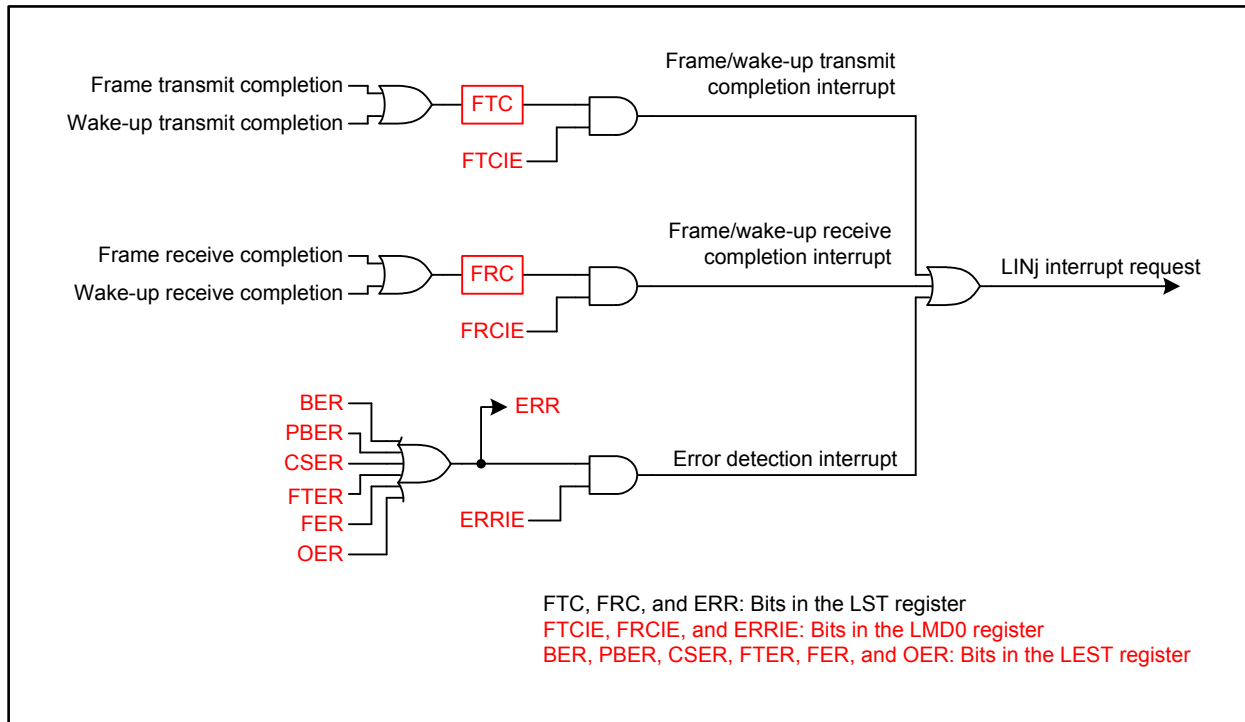 Frame transmit completion
Wake-up transmit completion
FTC
FTCIE
Frame/wake-up transmit
completion interrupt
Frame receive completion
Wake-up receive completion
FRC
FRCIE
Frame/wake-up receive
completion interrupt
LINj interrupt request
BER
PBER
CSER
FTER
FER
OER
ERR
ERRIE
Error detection interrupt
FTC, FRC, and ERR: Bits in the LST register
FTCIE, FRCIE, and ERRIE: Bits in the LMD0 register
BER, PBER, CSER, FTER, FER, and OER: Bits in the LEST register